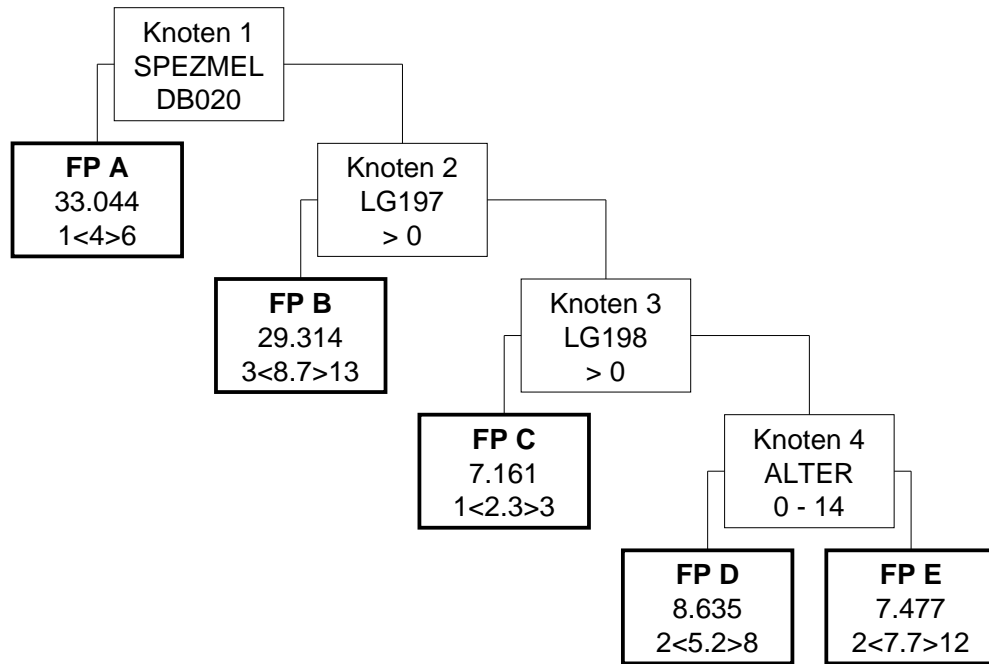 Knoten 1
SPEZMEL
DB020
FP A
33.044
1<4>6
Knoten 2
LG197
> 0
FP B
29.314
3<8.7>13
Knoten 3
LG198
> 0
FP C
7.161
1<2.3>3
Knoten 4
ALTER
0 - 14
FP D
8.635
2<5.2>8
FP E
7.477
2<7.7>12